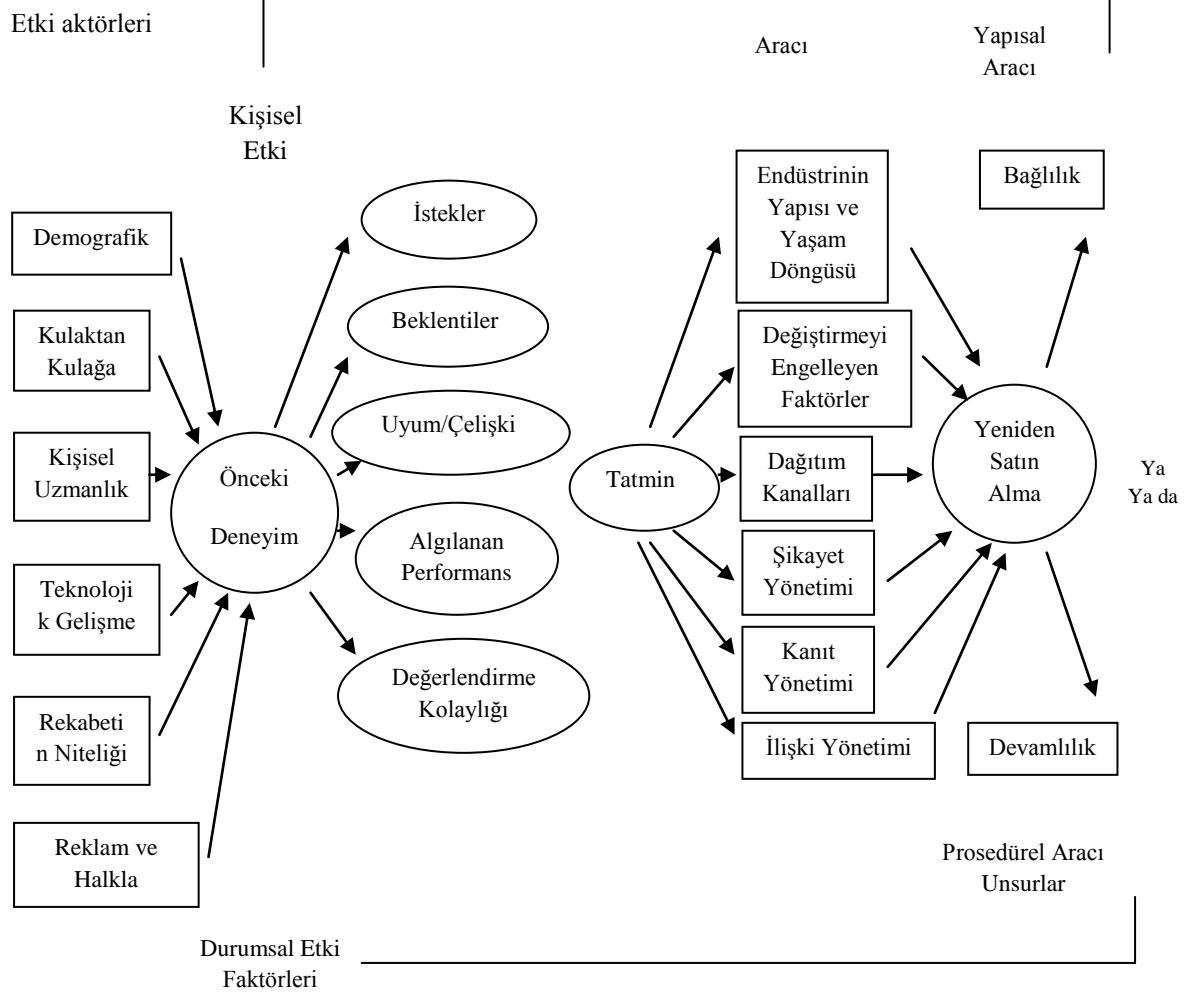 Etki aktörleri
Aracı
Yapısal
Aracı
Kişisel
Etki
Demografik
Kulaktan
Kulağa
Kişisel
Uzmanlık
Teknoloji
k Gelişme
Rekabeti
n Niteliği
Reklam ve
Halkla
Önceki
Deneyim
İstekler
Beklentiler
Uyum/Çelişki
Algılanan
Performans
Değerlendirme
Kolaylığı
Tatmin
Endüstrinin
Yapısı ve
Yaşam
Döngüsü
Değiştirmeyi
Engelleyen
Faktörler
Dağıtım
Kanalları
Şikayet
Yönetimi
Kanıt
Yönetimi
İlişki Yönetimi
Bağlılık
Yeniden
Satın
Alma
Ya
Ya da
Devamlılık
Prosedürel Aracı
Unsurlar
Durumsal Etki
Faktörleri